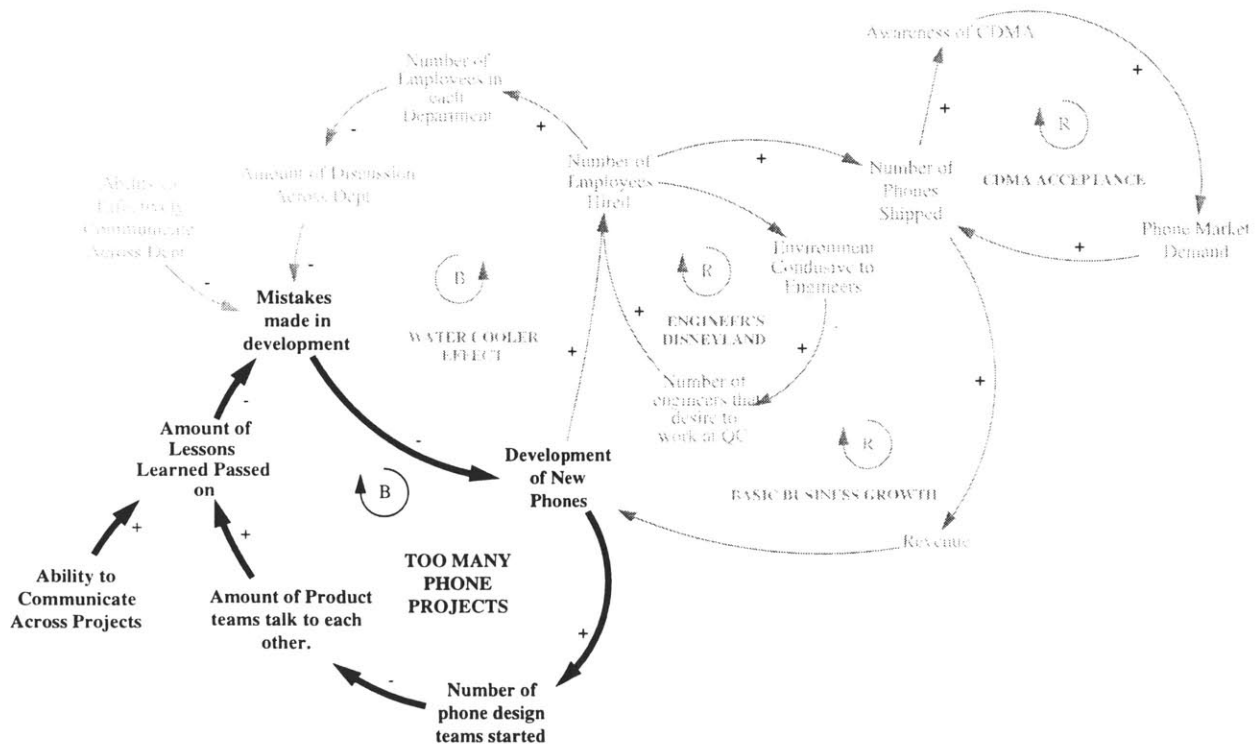 Awareness of CDMA
+
Number of
Employees in
each
Department
+
R
-
+
+
+
Number of
Employees
Hired
Number of
Phones
Shipped
CDMA ACCEPTANCE
Amount of Discussion
Across Dept
Ability to
Effectively
Communicate
Across Dept
Phone Market
Demand
+
Environment
Condusive to
Engineers
B
R
-
-
Mistakes
made in
development
+
ENGINEER'S
DISNEYLAND
-
WATER COOLER
EFFECT
+
+
Number of
engineers that
desire to
work at QC
+
-
Amount of
Lessons
Learned Passed
on
-
Development
of New
Phones
R
B
BASIC BUSINESS GROWTH
+
+
Revenue
TOO MANY
PHONE
PROJECTS
Ability to
Communicate
Across Projects
Amount of Product
teams talk to each
other.
+
-
Number of
phone design
teams started